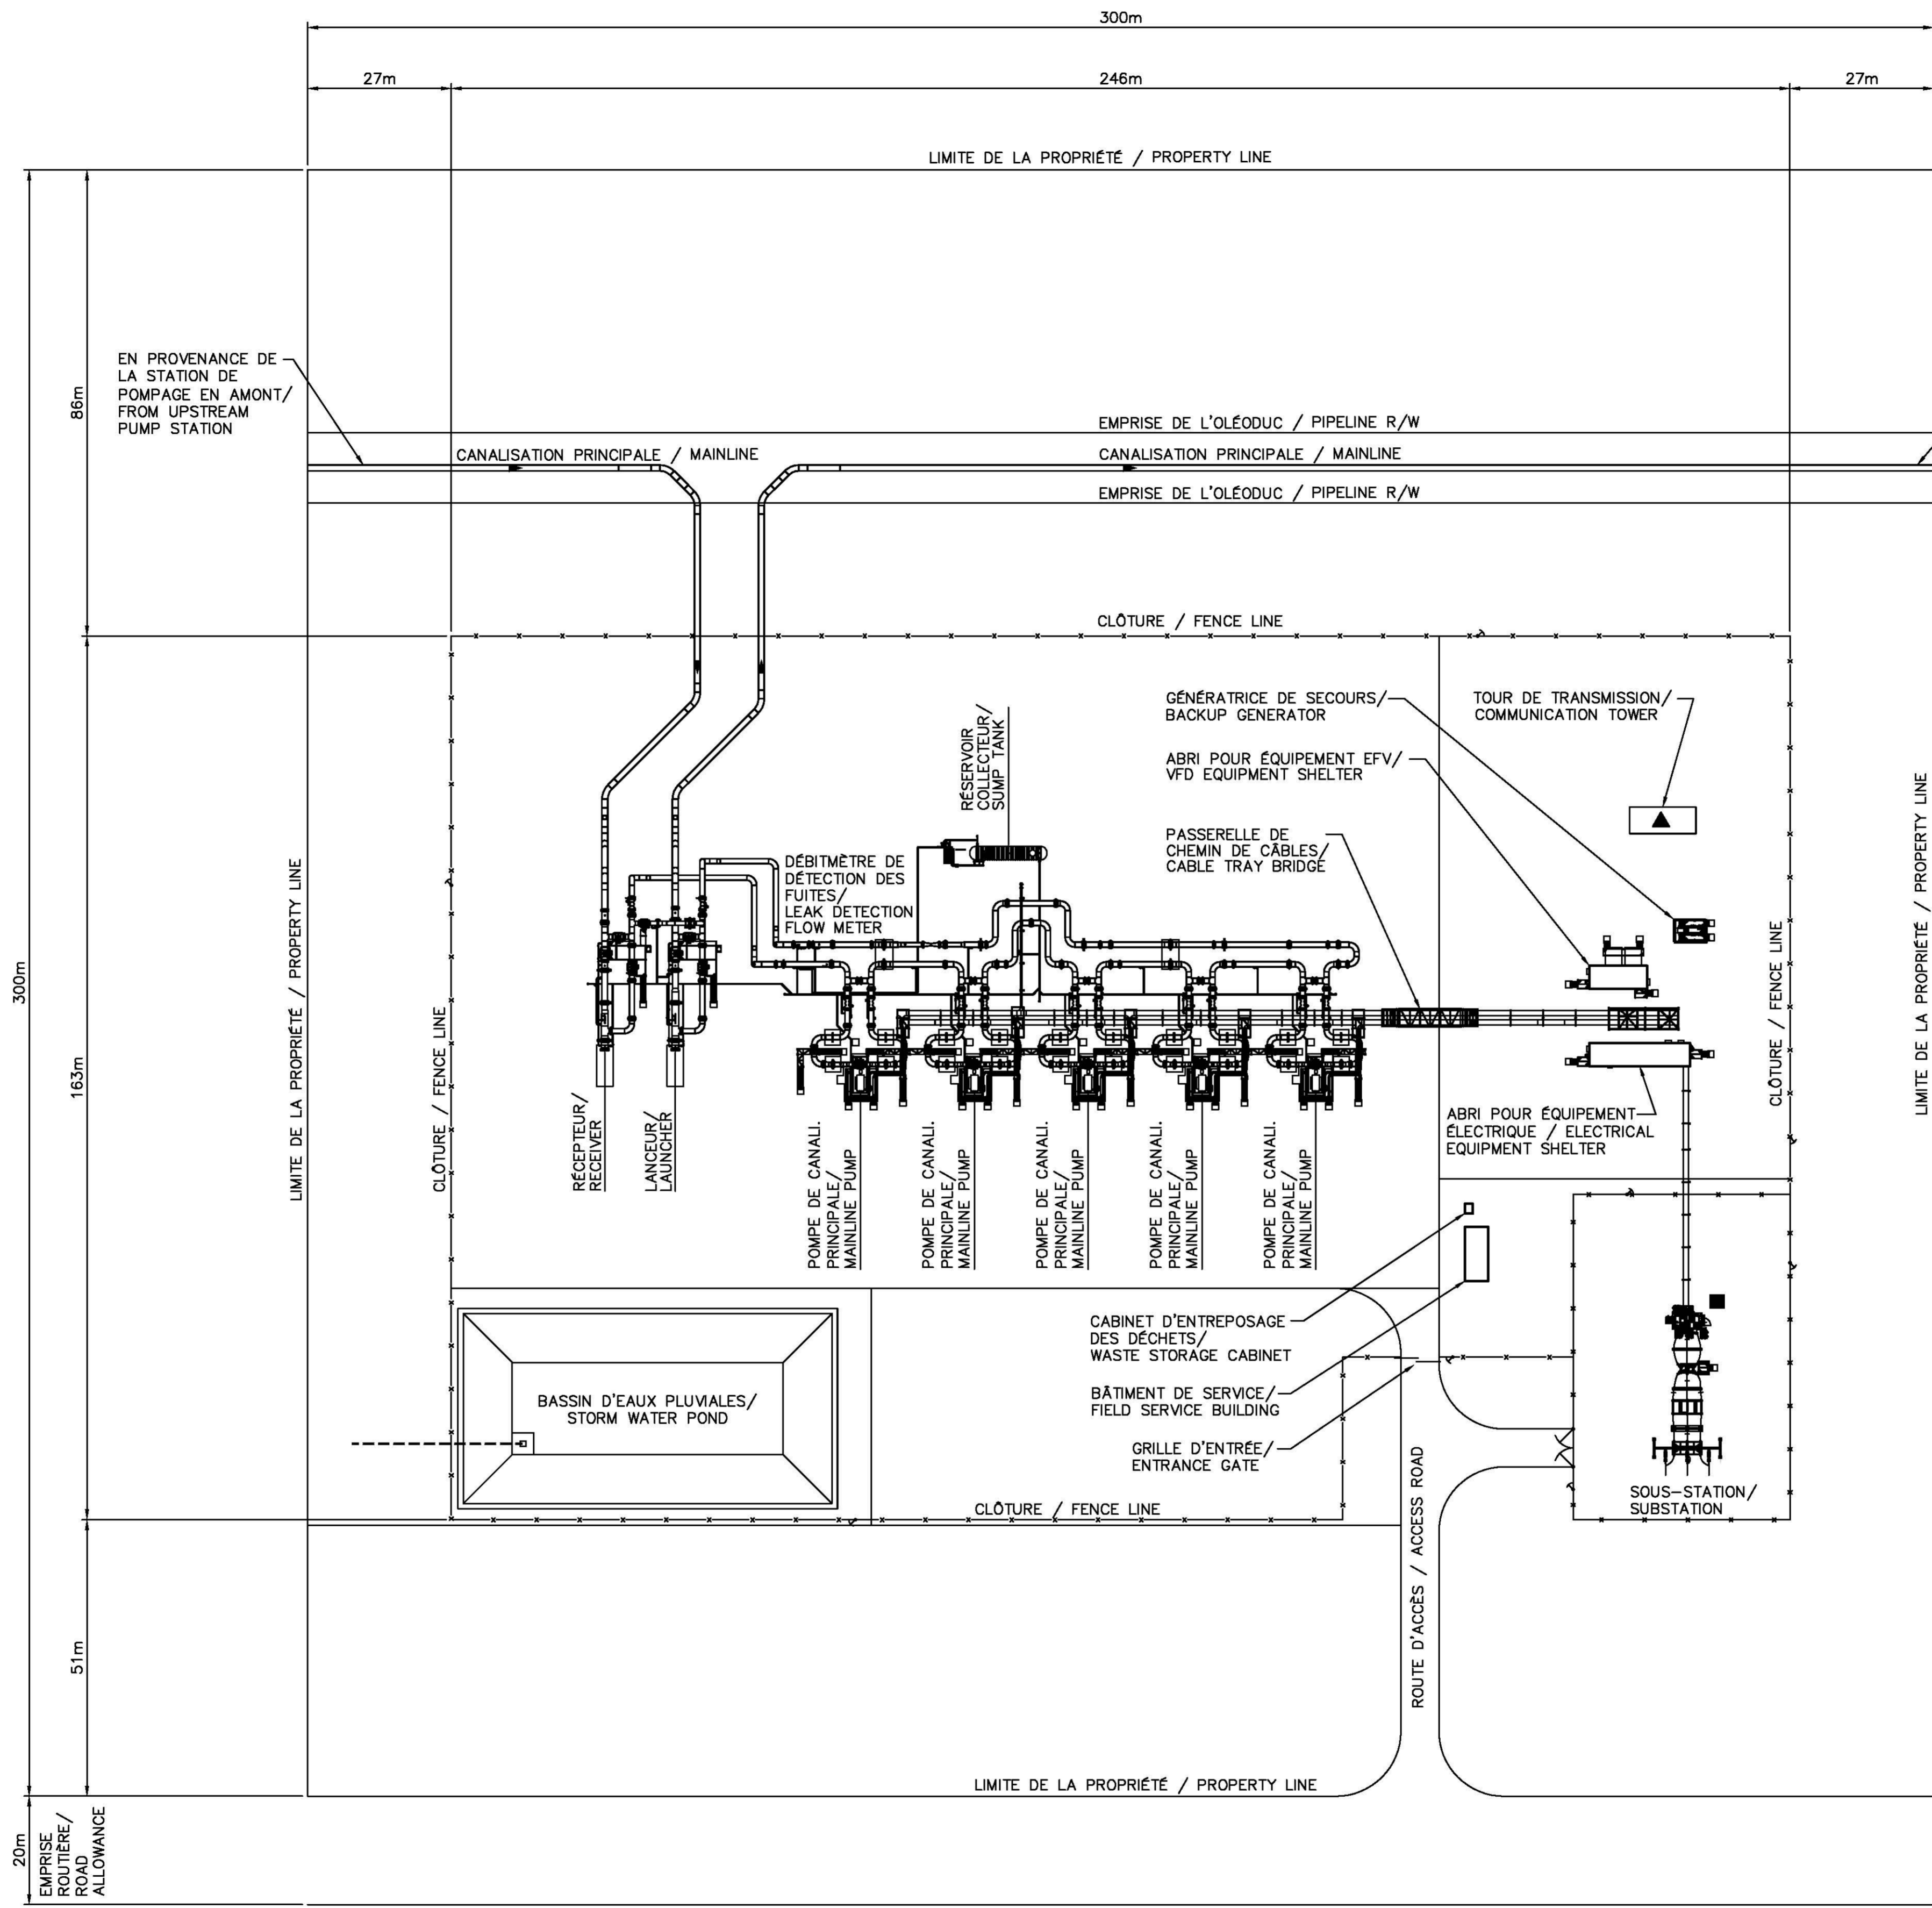 300m
27m
246m
27m
LIMITE DE LA PROPRIÉTÉ / PROPERTY LINE
EN PROVENANCE DE
LA STATION DE
POMPAGE EN AMONT/
FROM UPSTREAM
PUMP STATION
86m
EMPRISE DE L'OLÉODUC / PIPELINE R/W
CANALISATION PRINCIPALE / MAINLINE
CANALISATION PRINCIPALE / MAINLINE
EMPRISE DE L'OLÉODUC / PIPELINE R/W
CLÔTURE / FENCE LINE
GÉNÉRATRICE DE SECOURS/
BACKUP GENERATOR
TOUR DE TRANSMISSION/
COMMUNICATION TOWER
RÉSERVOIR
COLLECTEUR/
SUMP TANK
ABRI POUR ÉQUIPEMENT EFV/
VFD EQUIPMENT SHELTER
PASSERELLE DE
CHEMIN DE CÂBLES/
CABLE TRAY BRIDGE
DÉBITMÈTRE DE
DÉTECTION DES
FUITES/
LEAK DETECTION
FLOW METER
300m
163m
LIMITE DE LA PROPRIÉTÉ / PROPERTY LINE
CLÔTURE / FENCE LINE
CLÔTURE / FENCE LINE
LIMITE DE LA PROPRIÉTÉ / PROPERTY LINE
RÉCEPTEUR/
RECEIVER
LANCEUR/
LAUNCHER
POMPE DE CANALI.
PRINCIPALE/
MAINLINE PUMP
POMPE DE CANALI.
PRINCIPALE/
MAINLINE PUMP
POMPE DE CANALI.
PRINCIPALE/
MAINLINE PUMP
POMPE DE CANALI.
PRINCIPALE/
MAINLINE PUMP
POMPE DE CANALI.
PRINCIPALE/
MAINLINE PUMP
ABRI POUR ÉQUIPEMENT
ÉLECTRIQUE / ELECTRICAL
EQUIPMENT SHELTER
CABINET D'ENTREPOSAGE
DES DÉCHETS/
WASTE STORAGE CABINET
BÂTIMENT DE SERVICE/
FIELD SERVICE BUILDING
GRILLE D'ENTRÉE/
ENTRANCE GATE
BASSIN D'EAUX PLUVIALES/
STORM WATER POND
SOUS-STATION/
SUBSTATION
CLÔTURE / FENCE LINE
ROUTE D'ACCÈS / ACCESS ROAD
51m
LIMITE DE LA PROPRIÉTÉ / PROPERTY LINE
20m
EMPRISE
ROUTIÈRE/
ROAD
ALLOWANCE